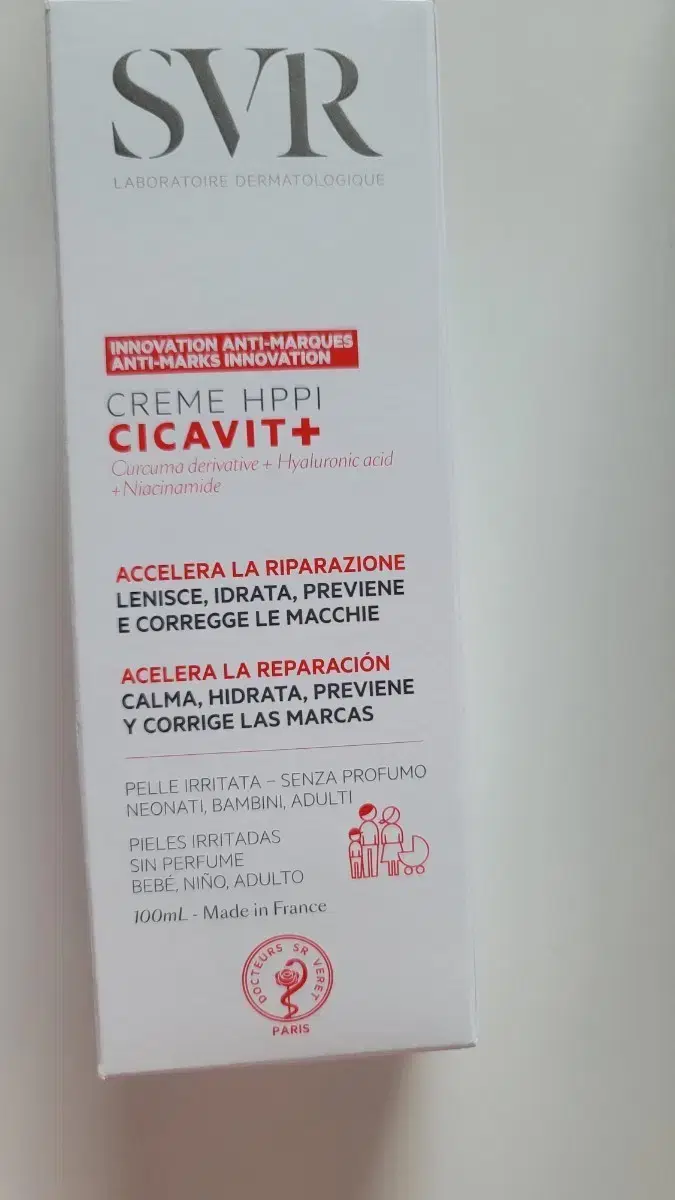 SVR
LABORATOIRE DERMATOLOGIQUE
INNOVATION ANTI-MARQUES
ANTI-MARKS INNOVATION
CREME HPPI
CICAVIT+
Curcuma derivative + Hyaluronic acid
+Niacinamide
ACCELERA LA RIPARAZIONE
LENISCE, IDRATA, PREVIENE
E CORREGGE LE MACCHIE
ACELERA LA REPARACIÓN
CALMA, HIDRATA, PREVIENE
Y CORRIGE LAS MARCAS
PELLE IRRITATA – SENZA PROFUMO
NEONATI, BAMBINI, ADULTI
PIELES IRRITADAS
SIN PERFUME
BEBÉ, NIÑO, ADULTO
100mL - Made in France
DOCTEURS SR VERET
PARIS